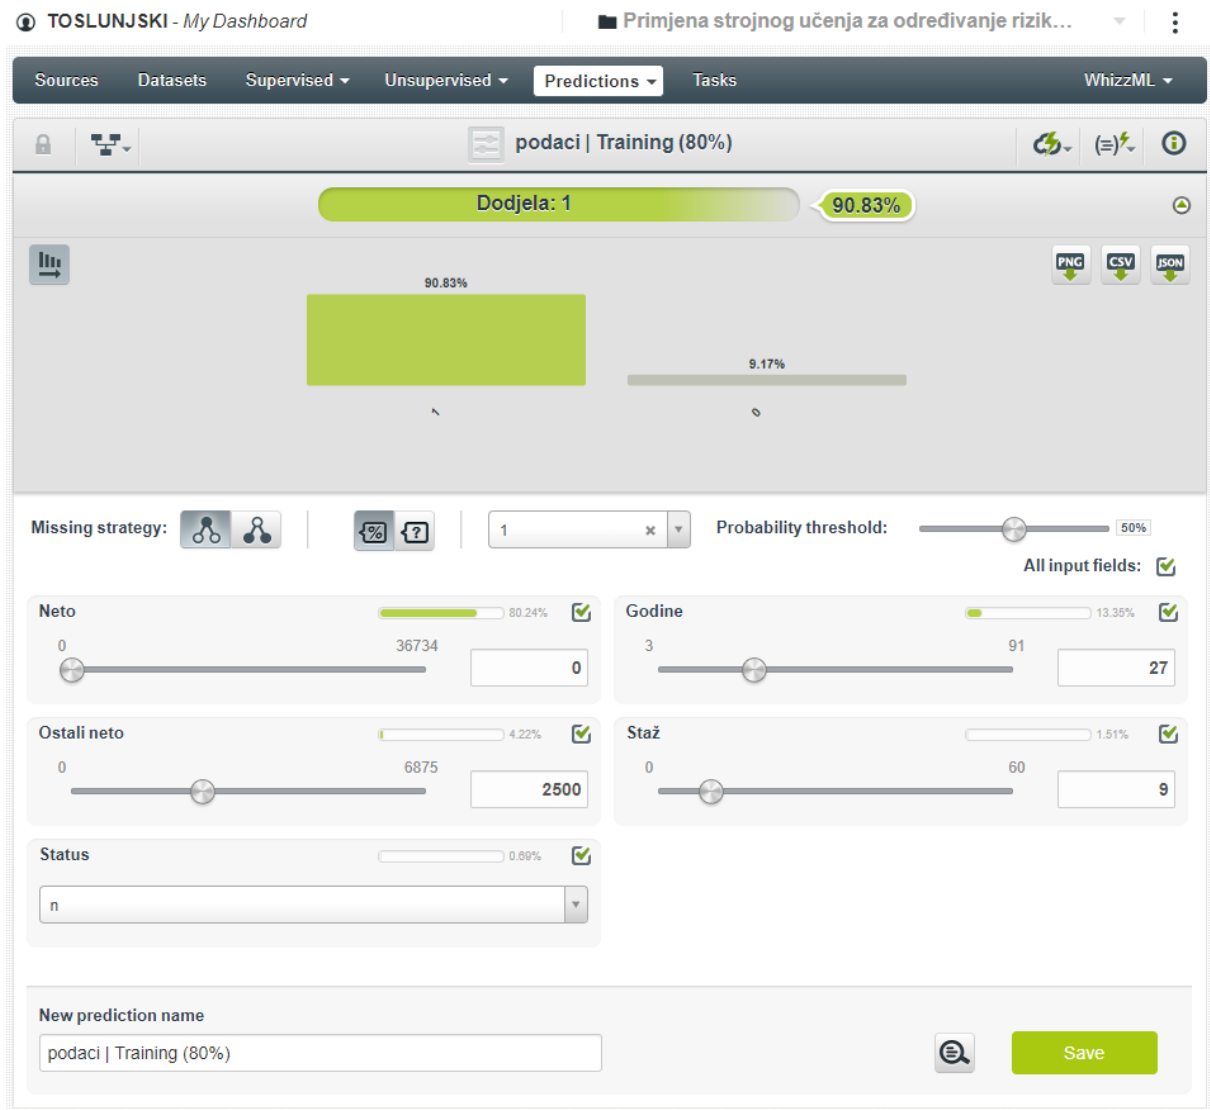 TOSLUNJSKI - My Dashboard
Primjena strojnog učenja za određivanje rizik...
Sources Datasets Supervised Unsupervised Predictions Tasks WhizzML
podaci | Training (80%)
Dodjela: 1 90.83%
PNG CSV JSON
90.83%
9.17%
1 0
Missing strategy: % ? 1 Probability threshold: 50%
All input fields:
Neto 80.24% Godine 13.35%
0 36734 0 3 91 27
Ostali neto 4.22% Staž 1.51%
0 6875 2500 0 60 9
Status 0.69%
n
New prediction name
podaci | Training (80%) Save